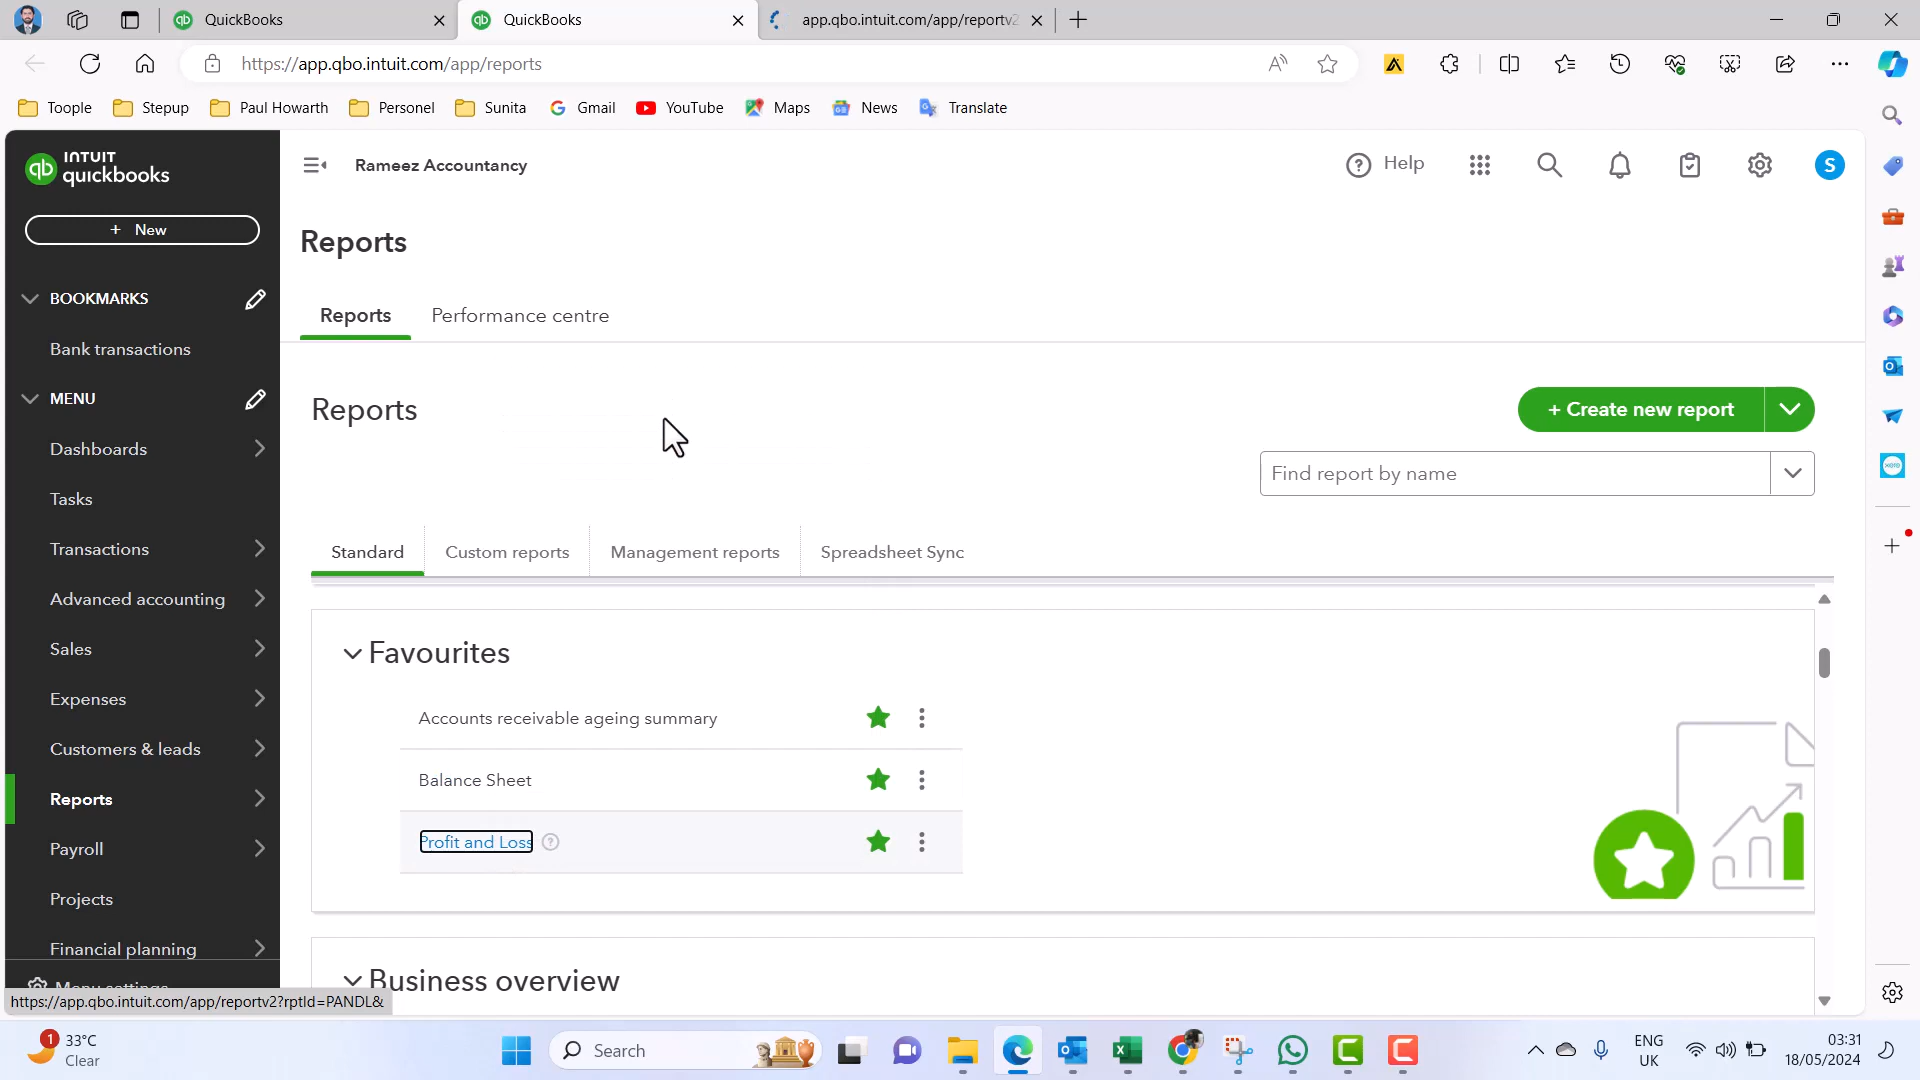 QuickBooks
QuickBooks
app.qbo.intuit.com/app/reportv2
https://app.qbo.intuit.com/app/reports
Toople
Stepup
Paul Howarth
Personel
Sunita
Gmail
YouTube
Maps
News
Translate
INTUIT
quickbooks
Rameez Accountancy
Help
S
+ New
Reports
BOOKMARKS
Reports
Performance centre
Bank transactions
MENU
Reports
+ Create new report
Dashboards
Find report by name
Tasks
Transactions
Standard
Custom reports
Management reports
Spreadsheet Sync
Advanced accounting
Sales
Favourites
Expenses
Accounts receivable ageing summary
Customers & leads
Balance Sheet
Reports
Profit and Loss
Payroll
Projects
Financial planning
Business overview
Menu settings
https://app.qbo.intuit.com/app/reportv2?rptId=PANDL&
1
33°C
Clear
Search
ENG
UK
03:31
18/05/2024